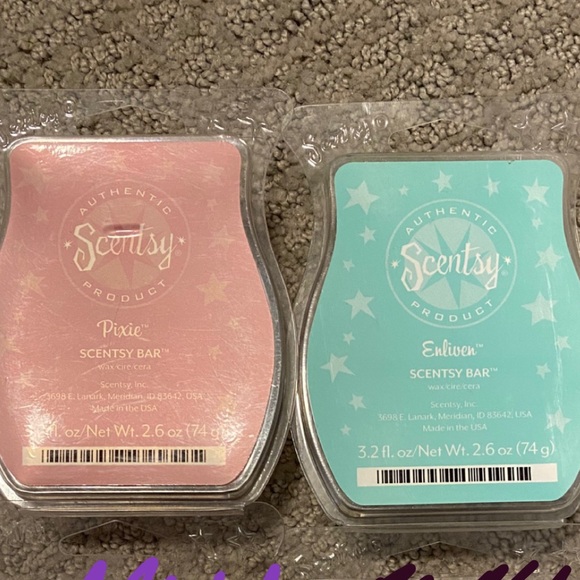 AUTHENTIC
Scentsy
PRODUCT
Pixie™
SCENTSY BAR™
wax/cire/cera
Scentsy, Inc.
3698 E. Lanark, Meridian, ID 83642, USA
Made in the USA
fl. oz/Net Wt. 2.6 oz (74 g)
AUTHENTIC
Scentsy®
PRODUCT
Enliven™
SCENTSY BAR™
wax/cire/cera
Scentsy, Inc.
3698 E. Lanark, Meridian, ID 83642, USA
Made in the USA
3.2 fl. oz/Net Wt. 2.6 oz (74 g)